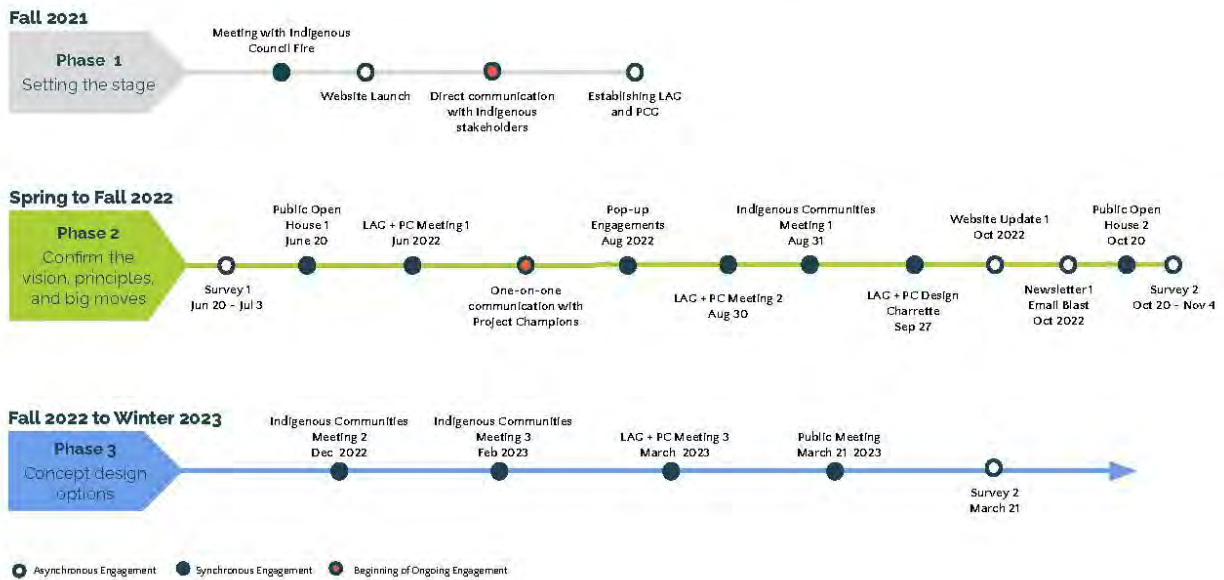 Fall 2021
Phase 1
Setting the stage
Meeting with Indigenous
Council Fire
Website Launch
Direct communication
with Indigenous
stakeholders
Establishing LAG
and PCG
Spring to Fall 2022
Phase 2
Confirm the
vision, principles,
and big moves
Survey 1
Jun 20 - Jul 3
Public Open
House 1
June 20
LAG + PC Meeting 1
Jun 2022
One-on-one
communication with
Project Champions
Pop-up
Engagements
Aug 2022
LAG + PC Meeting 2
Aug 30
Indigenous Communities
Meeting 1
Aug 31
LAG + PC Design
Charrette
Sep 27
Website Update 1
Oct 2022
Newsletter 1
Email Blast
Oct 2022
Public Open
House 2
Oct 20
Survey 2
Oct 20 - Nov 4
Fall 2022 to Winter 2023
Phase 3
Concept design
options
Indigenous Communities
Meeting 2
Dec 2022
Indigenous Communities
Meeting 3
Feb 2023
LAG + PC Meeting 3
March 2023
Public Meeting
March 21 2023
Survey 2
March 21
Asynchronous Engagement
Synchronous Engagement
Beginning of Ongoing Engagement